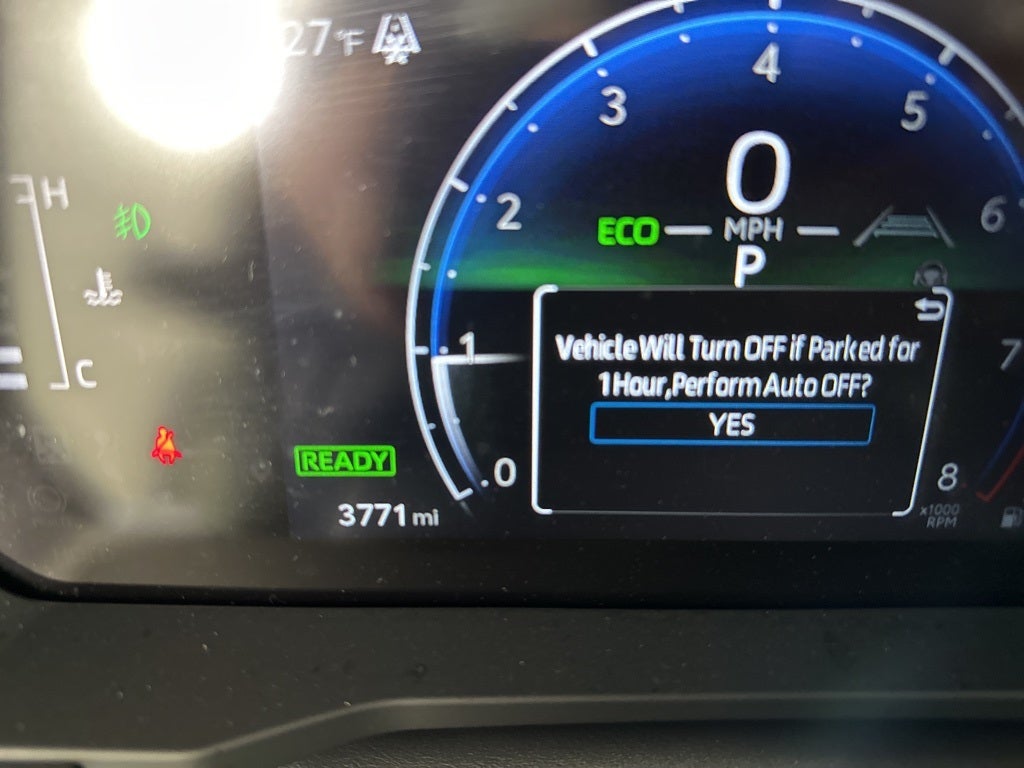 27°F
4
3
5
0
H
2
6
ECO
MPH
P
Vehicle Will Turn OFF if Parked for
1 Hour,Perform Auto OFF?
1
7
C
YES
READY
0
8
3771 mi
x1000
RPM